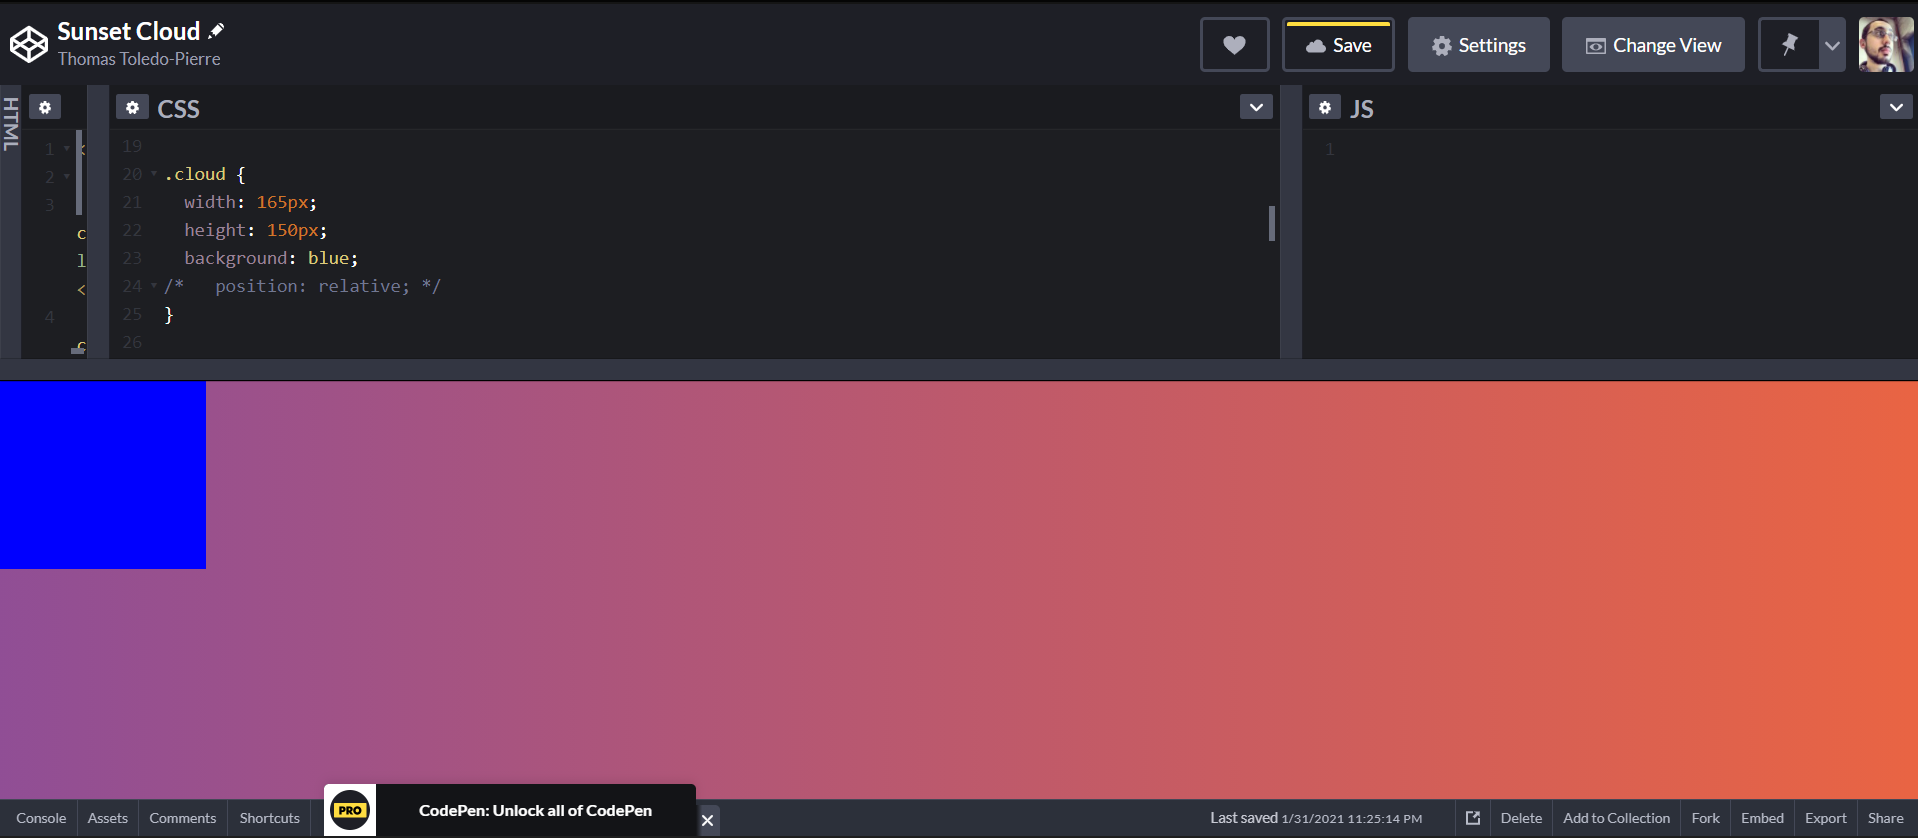 Sunset Cloud
Thomas Toledo-Pierre
Save
Settings
Change View
HTML
CSS
JS
1
2
3
c
l
<
4
c
19
20 .cloud {
21 width: 165px;
22 height: 150px;
23 background: blue;
24 /* position: relative; */
25 }
26
1
Console
Assets
Comments
Shortcuts
PRO
CodePen: Unlock all of CodePen
Last saved 1/31/2021 11:25:14 PM
Delete
Add to Collection
Fork
Embed
Export
Share